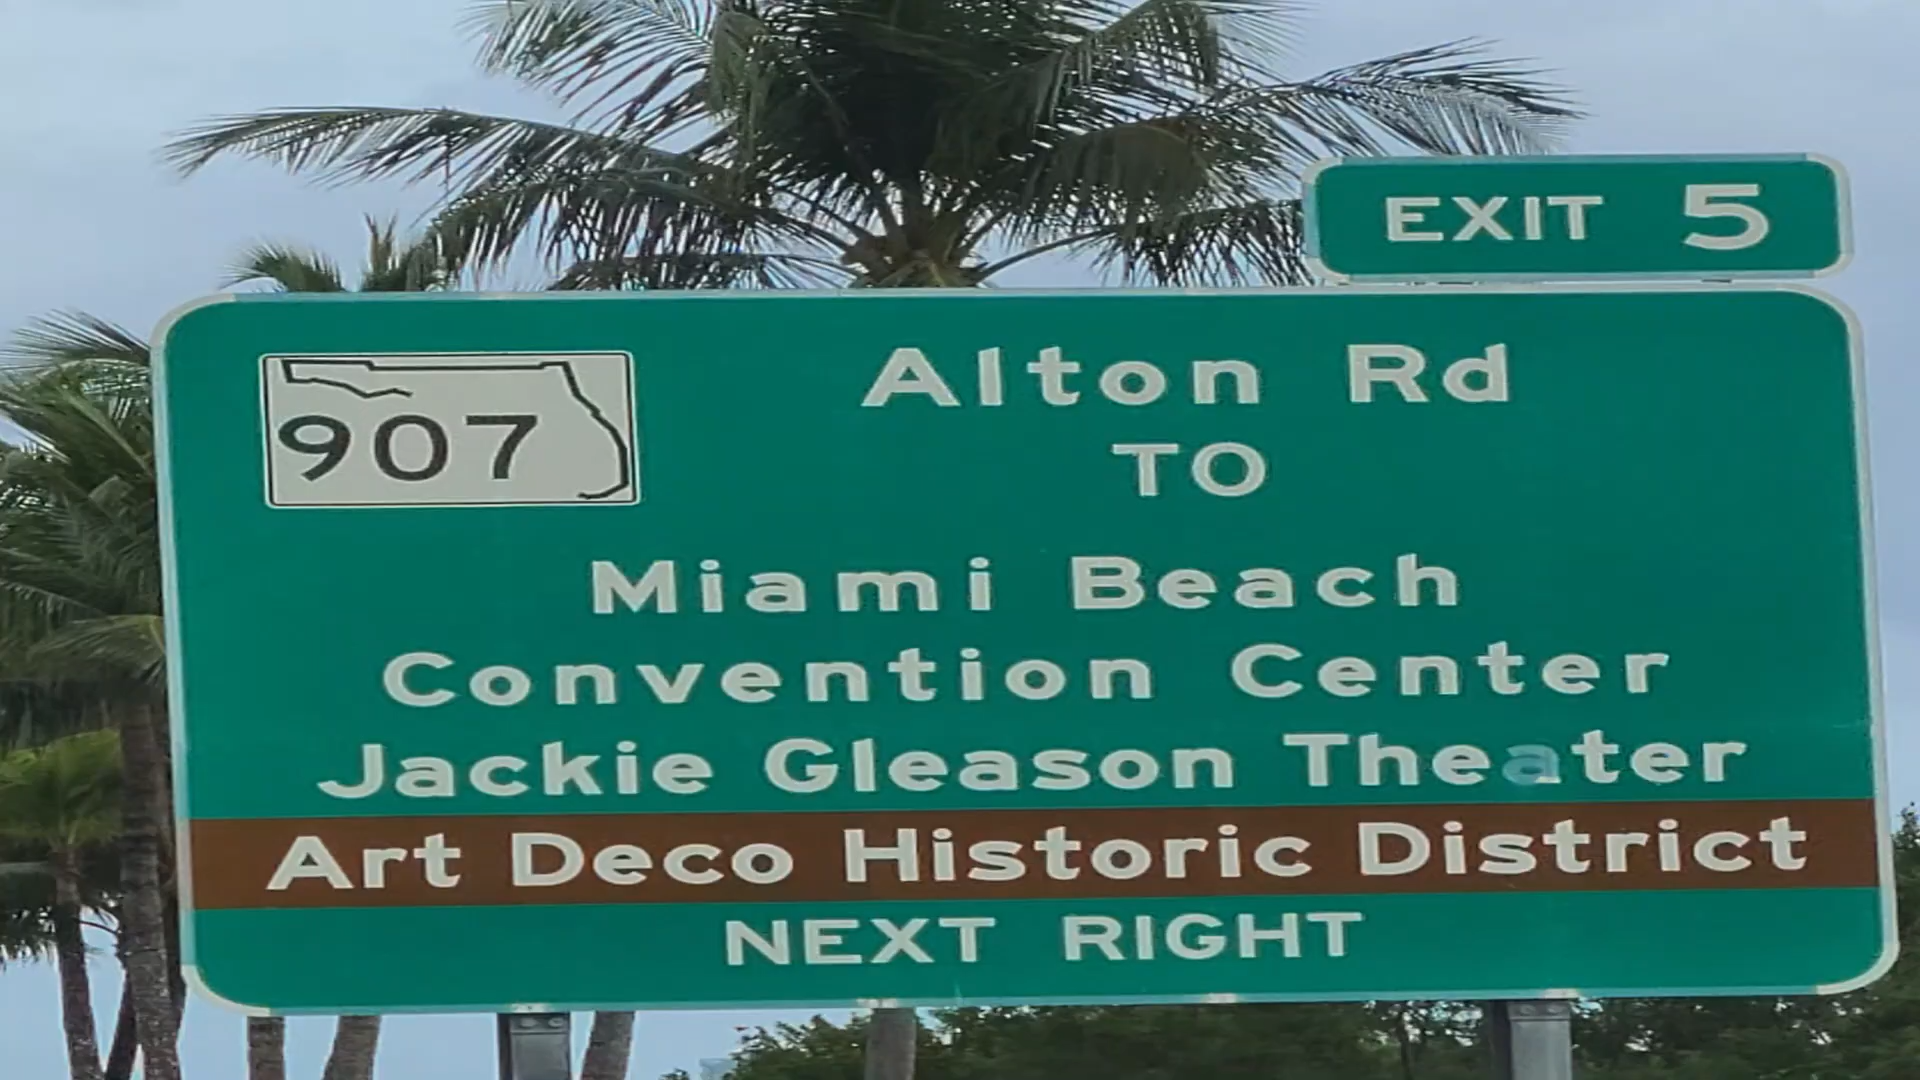 EXIT 5
907
Alton Rd
TO
Miami Beach
Convention Center
Jackie Gleason Theater
Art Deco Historic District
NEXT RIGHT